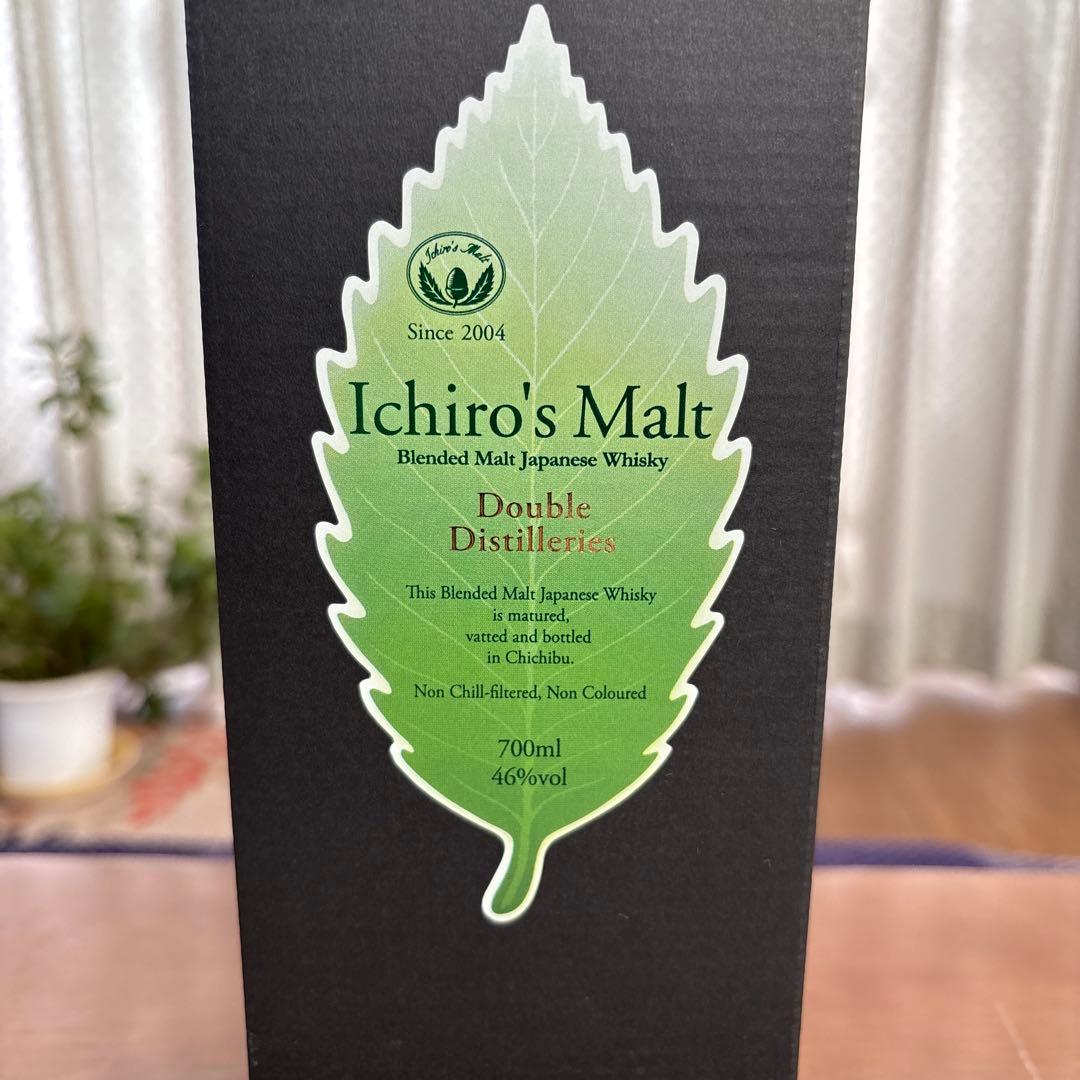 Ichiro's Malt
Since 2004
Ichiro's Malt
Blended Malt Japanese Whisky
Double
Distilleries
This Blended Malt Japanese Whisky
is matured,
vatted and bottled
in Chichibu.
Non Chill-filtered, Non Coloured
700ml
46%vol